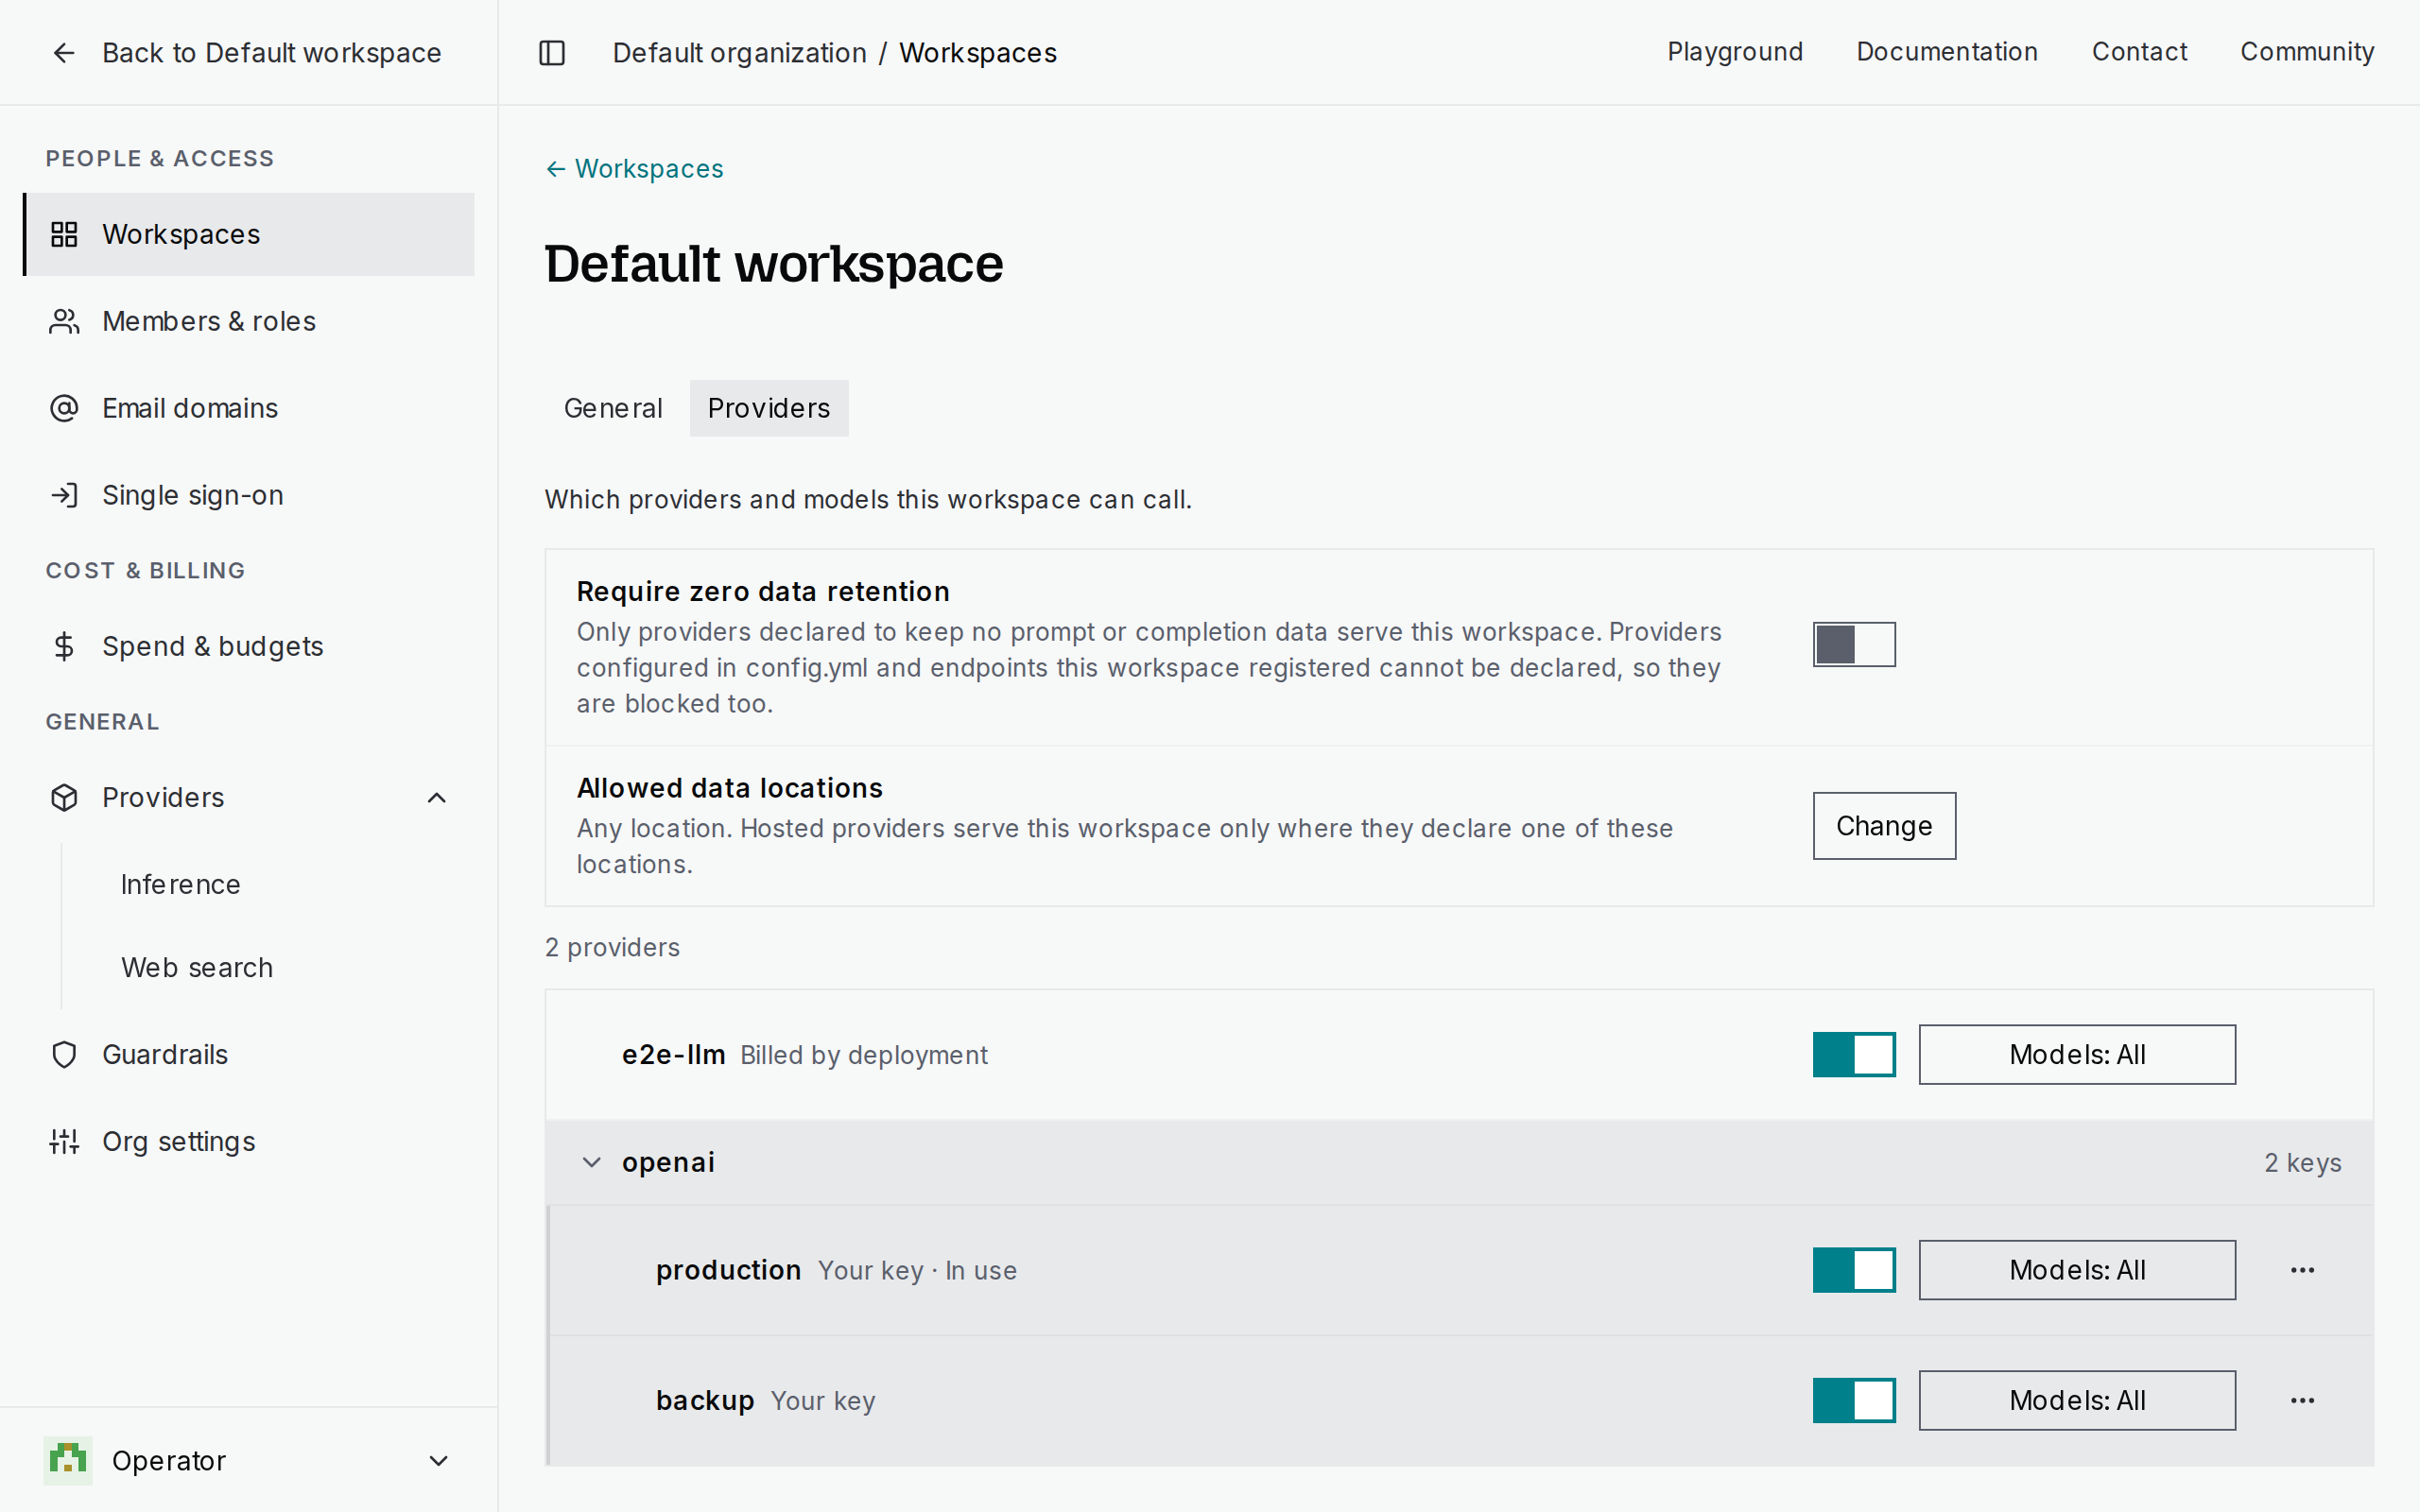 Back to Default workspace
Default organization / Workspaces
Playground
Documentation
Contact
Community
PEOPLE & ACCESS
Workspaces
Members & roles
Email domains
Single sign-on
COST & BILLING
Spend & budgets
GENERAL
Providers
Inference
Web search
Guardrails
Org settings
Operator
← Workspaces
Default workspace
General
Providers
Which providers and models this workspace can call.
Require zero data retention
Only providers declared to keep no prompt or completion data serve this workspace. Providers
configured in config.yml and endpoints this workspace registered cannot be declared, so they
are blocked too.
Allowed data locations
Any location. Hosted providers serve this workspace only where they declare one of these
locations.
Change
2 providers
e2e-llm Billed by deployment
Models: All
openai
2 keys
production Your key · In use
Models: All
backup Your key
Models: All